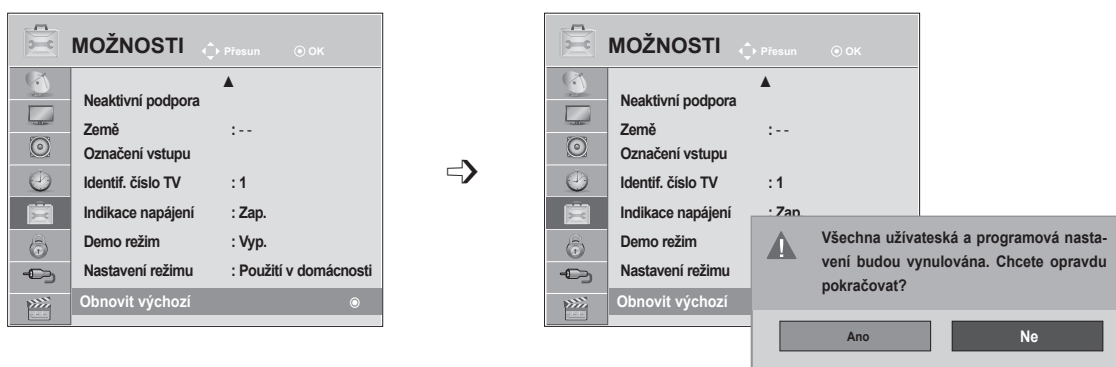 MOŽNOSTI Přesun OK
Neaktivní podpora
Země : - -
Označení vstupu
Identif. číslo TV : 1
Indikace napájení : Zap.
Demo režim : Vyp.
Nastavení režimu : Použití v domácnosti
Obnovit výchozí
MOŽNOSTI Přesun OK
Neaktivní podpora
Země : - -
Označení vstupu
Identif. číslo TV : 1
Indikace napájení : Zap.
Demo režim
Nastavení režimu
Obnovit výchozí
Všechna užívateská a programová nasta-
vení budou vynulována. Chcete opravdu
pokračovat?
Ano Ne